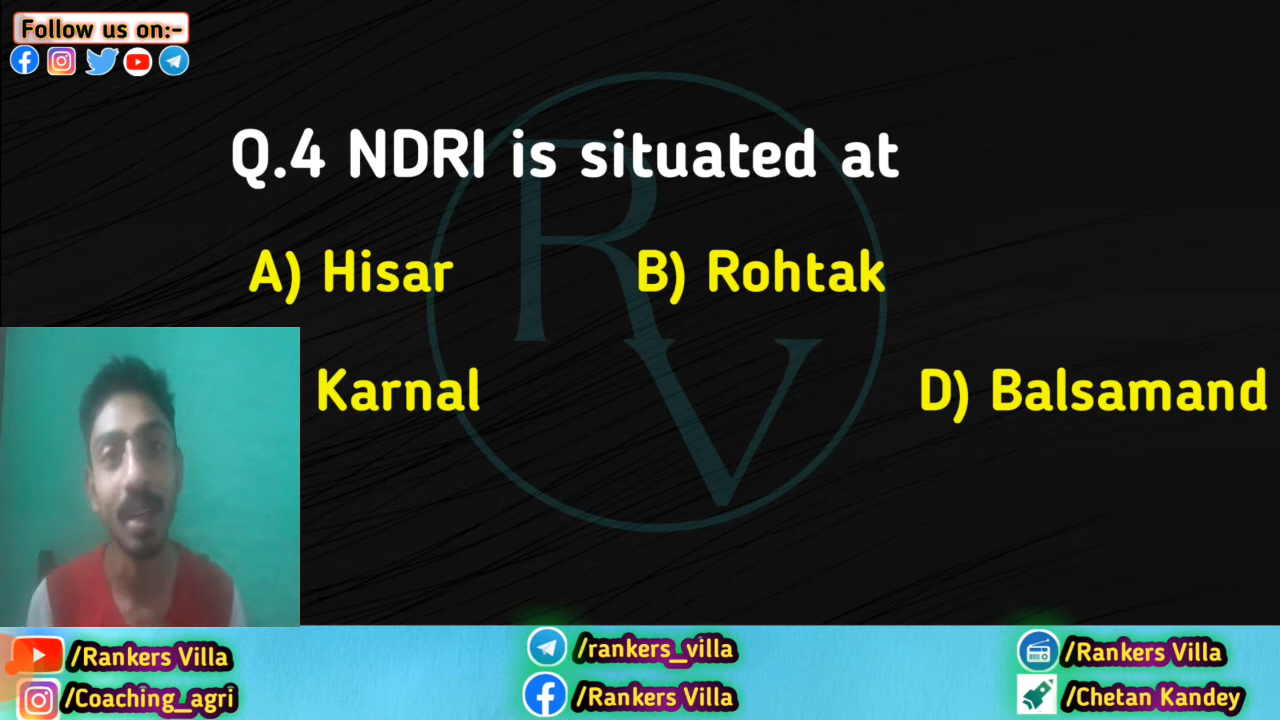 Follow us on:-
Q.4 NDRI is situated at
A) Hisar B) Rohtak
Karnal D) Balsamand
RV
/Rankers Villa /rankers_villa /Rankers Villa
/Coaching_agri /Rankers Villa /Chetan Kandey